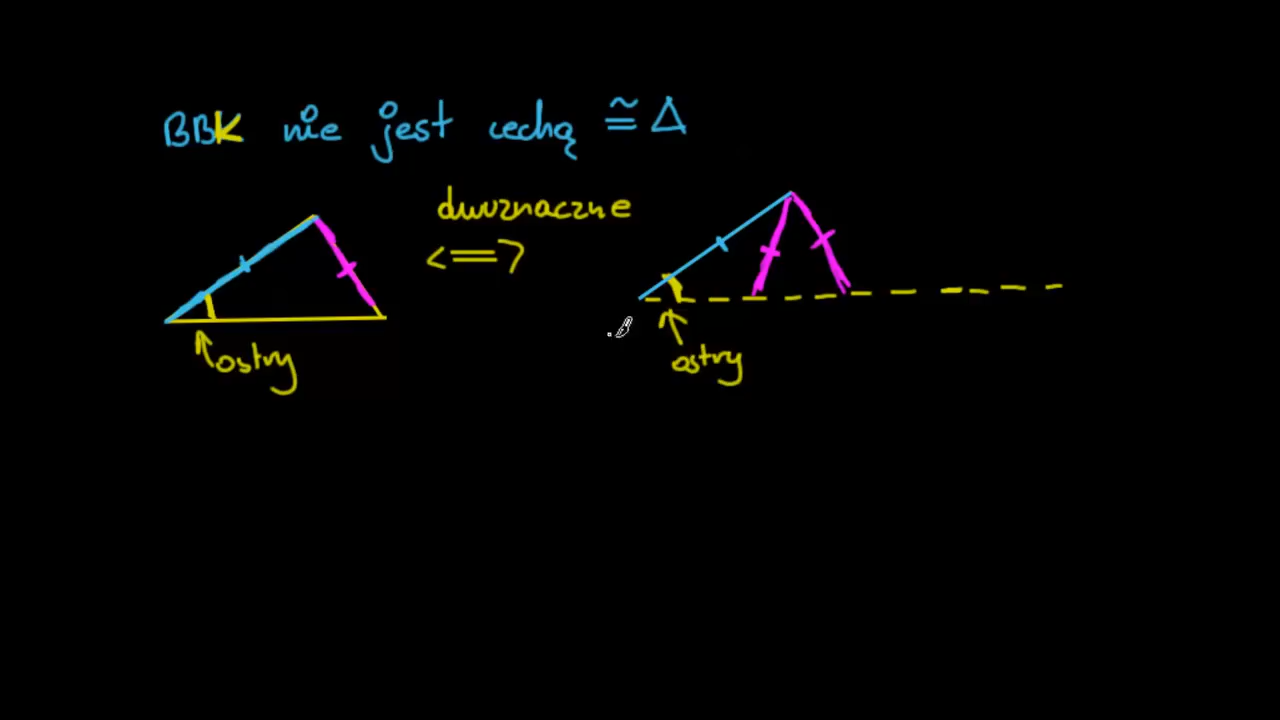 BBK nie jest cechą ≅ Δ
dwuznaczne
<=>
ostry
ostry